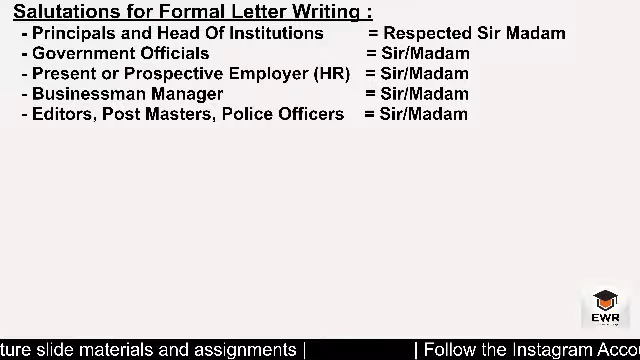 Salutations for Formal Letter Writing :
- Principals and Head Of Institutions = Respected Sir Madam
- Government Officials = Sir/Madam
- Present or Prospective Employer (HR) = Sir/Madam
- Businessman Manager = Sir/Madam
- Editors, Post Masters, Police Officers = Sir/Madam
EWR
ture slide materials and assignments | | Follow the Instagram Acco